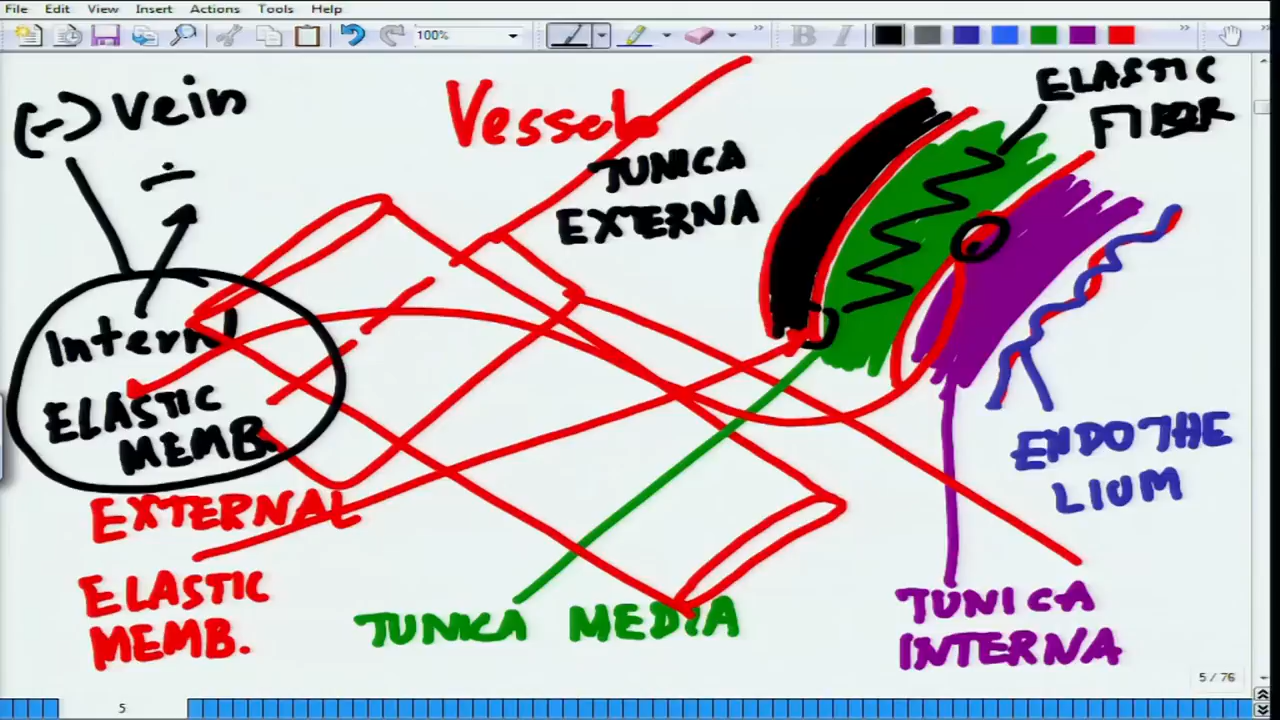 File Edit View Insert Actions Tools Help
100%
(-) Vein
÷
Vessel
TUNICA
EXTERNA
ELASTIC
FIBER
Intern
ELASTIC
MEMB.
EXTERNAL
ELASTIC
MEMB.
TUNICA MEDIA
ENDOTHE
LIUM
TUNICA
INTERNA
5 / 76
5